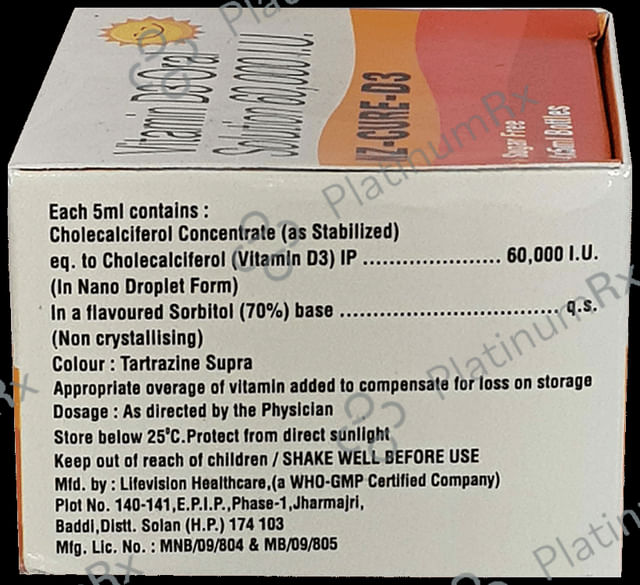 Vitamin D3 Oral
Solution 60,000 I.U.
IZ-CURE-D3
Sugar Free
4x5ml Bottles
Each 5ml contains :
Cholecalciferol Concentrate (as Stabilized)
eq. to Cholecalciferol (Vitamin D3) IP .................... 60,000 I.U.
(In Nano Droplet Form)
In a flavoured Sorbitol (70%) base ................................ q.s.
(Non crystallising)
Colour : Tartrazine Supra
Appropriate overage of vitamin added to compensate for loss on storage
Dosage : As directed by the Physician
Store below 25°C.Protect from direct sunlight
Keep out of reach of children / SHAKE WELL BEFORE USE
Mfd. by : Lifevision Healthcare,(a WHO-GMP Certified Company)
Plot No. 140-141,E.P.I.P.,Phase-1,Jharmajri,
Baddi,Distt. Solan (H.P.) 174 103
Mfg. Lic. No. : MNB/09/804 & MB/09/805
PlatinumRx